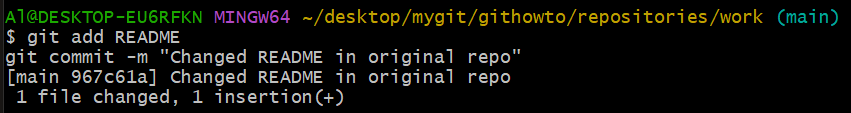 Al@DESKTOP-EU6RFKN MINGW64 ~/desktop/mygit/githowto/repositories/work (main)
$ git add README
git commit -m "Changed README in original repo"
[main 967c61a] Changed README in original repo
 1 file changed, 1 insertion(+)